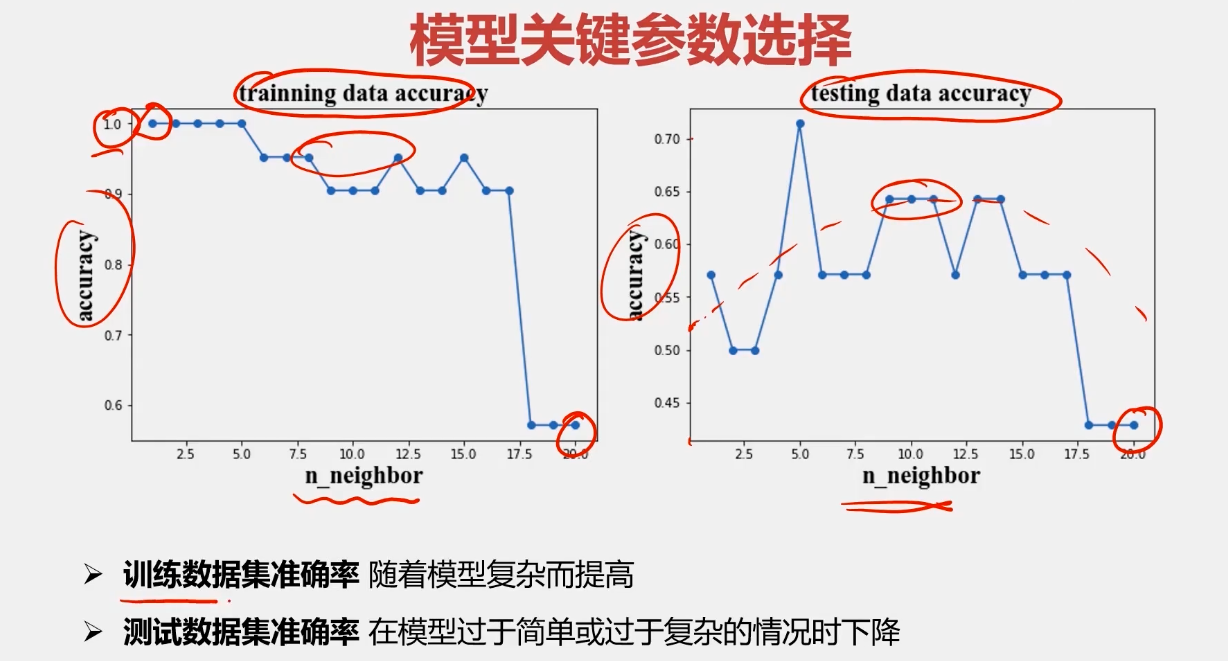 模型关键参数选择
trainning data accuracy
testing data accuracy
1.0
0.9
0.8
0.7
0.6
accuracy
2.5 5.0 7.5 10.0 12.5 15.0 17.5 20.0
n_neighbor
0.70
0.65
0.60
0.55
0.50
0.45
accuracy
2.5 5.0 7.5 10.0 12.5 15.0 17.5 20.0
n_neighbor
➢ 训练数据集准确率 随着模型复杂而提高
➢ 测试数据集准确率 在模型过于简单或过于复杂的情况时下降